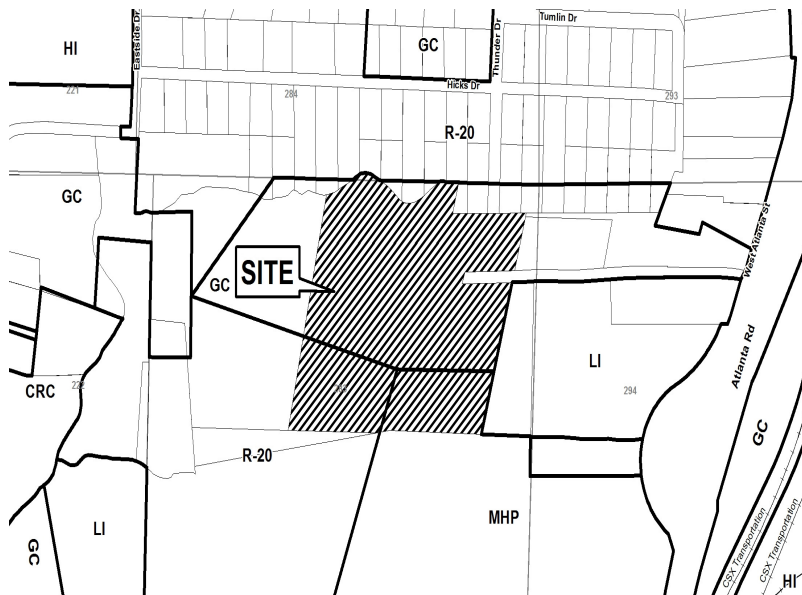 Tumlin Dr
HI
Eastside Dr.
GC
Thunder Dr
Hicks Dr
221
284
293
R-20
GC
West Atlanta St
GC
SITE
Atlanta Rd
LI
CRC
222
294
GC
R-20
MHP
LI
GC
CSX Transportation
CSX Transportation
HI